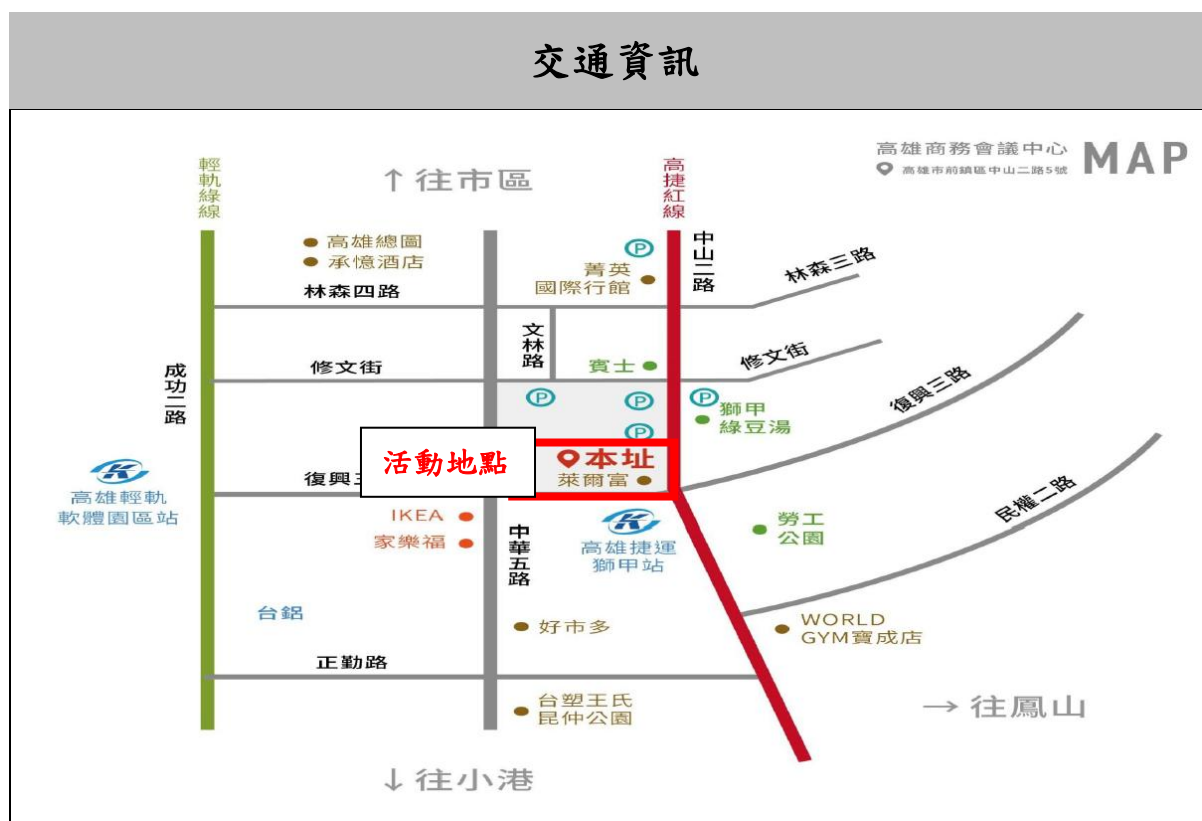 交通資訊
高雄商務會議中心
高雄市前鎮區中山二路5號
MAP
輕軌綠線
↑往市區
高捷紅線
中山二路
高雄總圖
承憶酒店
P
菁英
國際行館
林森三路
林森四路
文林路
賓士
修文街
修文街
成功二路
復興三路
P
P
P
獅甲
綠豆湯
P
活動地點
本址
萊爾富
復興三
高雄輕軌
軟體園區站
IKEA
家樂福
中華五路
高雄捷運
獅甲站
勞工
公園
民權二路
台鋁
好市多
WORLD
GYM寶成店
正勤路
台塑王氏
昆仲公園
→往鳳山
↓往小港